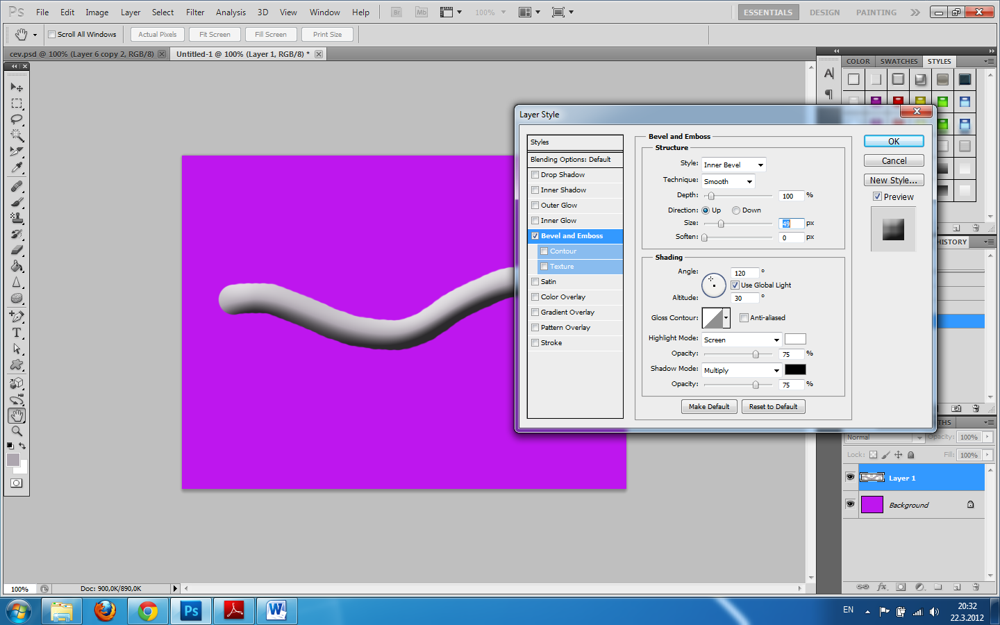 Ps File Edit Image Layer Select Filter Analysis 3D View Window Help Br Mb 100% ESSENTIALS DESIGN PAINTING
Scroll All Windows Actual Pixels Fit Screen Fill Screen Print Size
cev.psd @ 100% (Layer 6 copy 2, RGB/8) Untitled-1 @ 100% (Layer 1, RGB/8) *
COLOR SWATCHES STYLES
Layer Style
Styles
Blending Options: Default
Drop Shadow
Inner Shadow
Outer Glow
Inner Glow
Bevel and Emboss
Contour
Texture
Satin
Color Overlay
Gradient Overlay
Pattern Overlay
Stroke
Bevel and Emboss
Structure
Style: Inner Bevel
Technique: Smooth
Depth: 100 %
Direction: Up Down
Size: 49 px
Soften: 0 px
Shading
Angle: 120 °
Use Global Light
Altitude: 30 °
Gloss Contour: Anti-aliased
Highlight Mode: Screen
Opacity: 75 %
Shadow Mode: Multiply
Opacity: 75 %
Make Default Reset to Default
OK
Cancel
New Style...
Preview
HISTORY
THS
Normal Opacity: 100%
Lock: Fill: 100%
Layer 1
Background
100% Doc: 900,0K/890,0K
Ps W
EN 20:32
22.3.2012